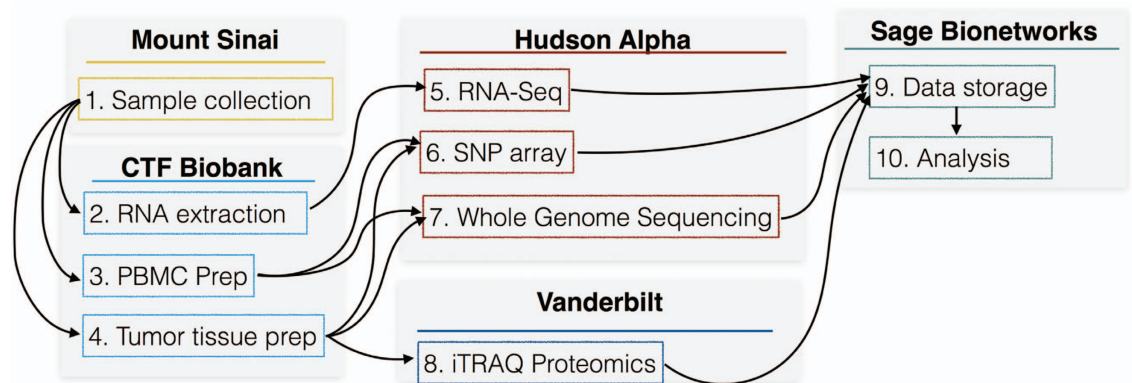 Mount Sinai
1. Sample collection
CTF Biobank
2. RNA extraction
3. PBMC Prep
4. Tumor tissue prep
Hudson Alpha
5. RNA-Seq
6. SNP array
7. Whole Genome Sequencing
Vanderbilt
8. iTRAQ Proteomics
Sage Bionetworks
9. Data storage
10. Analysis